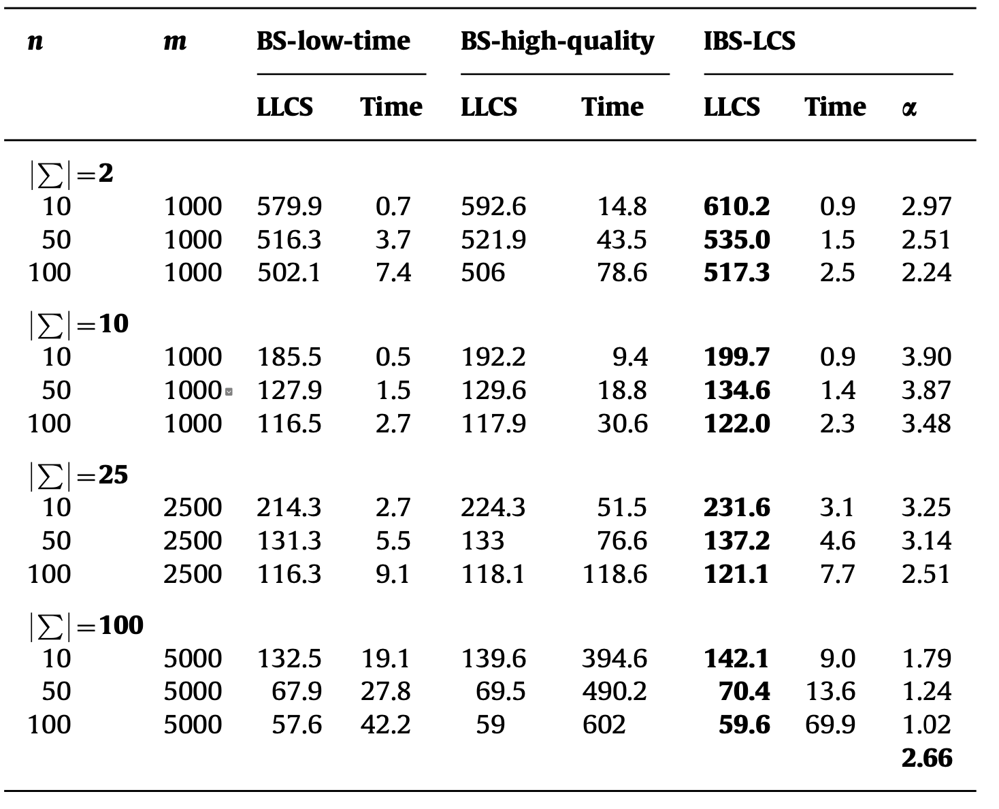 n m BS-low-time BS-high-quality IBS-LCS
LLCS Time LLCS Time LLCS Time α
|∑|=2
10 1000 579.9 0.7 592.6 14.8 610.2 0.9 2.97
50 1000 516.3 3.7 521.9 43.5 535.0 1.5 2.51
100 1000 502.1 7.4 506 78.6 517.3 2.5 2.24
|∑|=10
10 1000 185.5 0.5 192.2 9.4 199.7 0.9 3.90
50 1000 127.9 1.5 129.6 18.8 134.6 1.4 3.87
100 1000 116.5 2.7 117.9 30.6 122.0 2.3 3.48
|∑|=25
10 2500 214.3 2.7 224.3 51.5 231.6 3.1 3.25
50 2500 131.3 5.5 133 76.6 137.2 4.6 3.14
100 2500 116.3 9.1 118.1 118.6 121.1 7.7 2.51
|∑|=100
10 5000 132.5 19.1 139.6 394.6 142.1 9.0 1.79
50 5000 67.9 27.8 69.5 490.2 70.4 13.6 1.24
100 5000 57.6 42.2 59 602 59.6 69.9 1.02
2.66